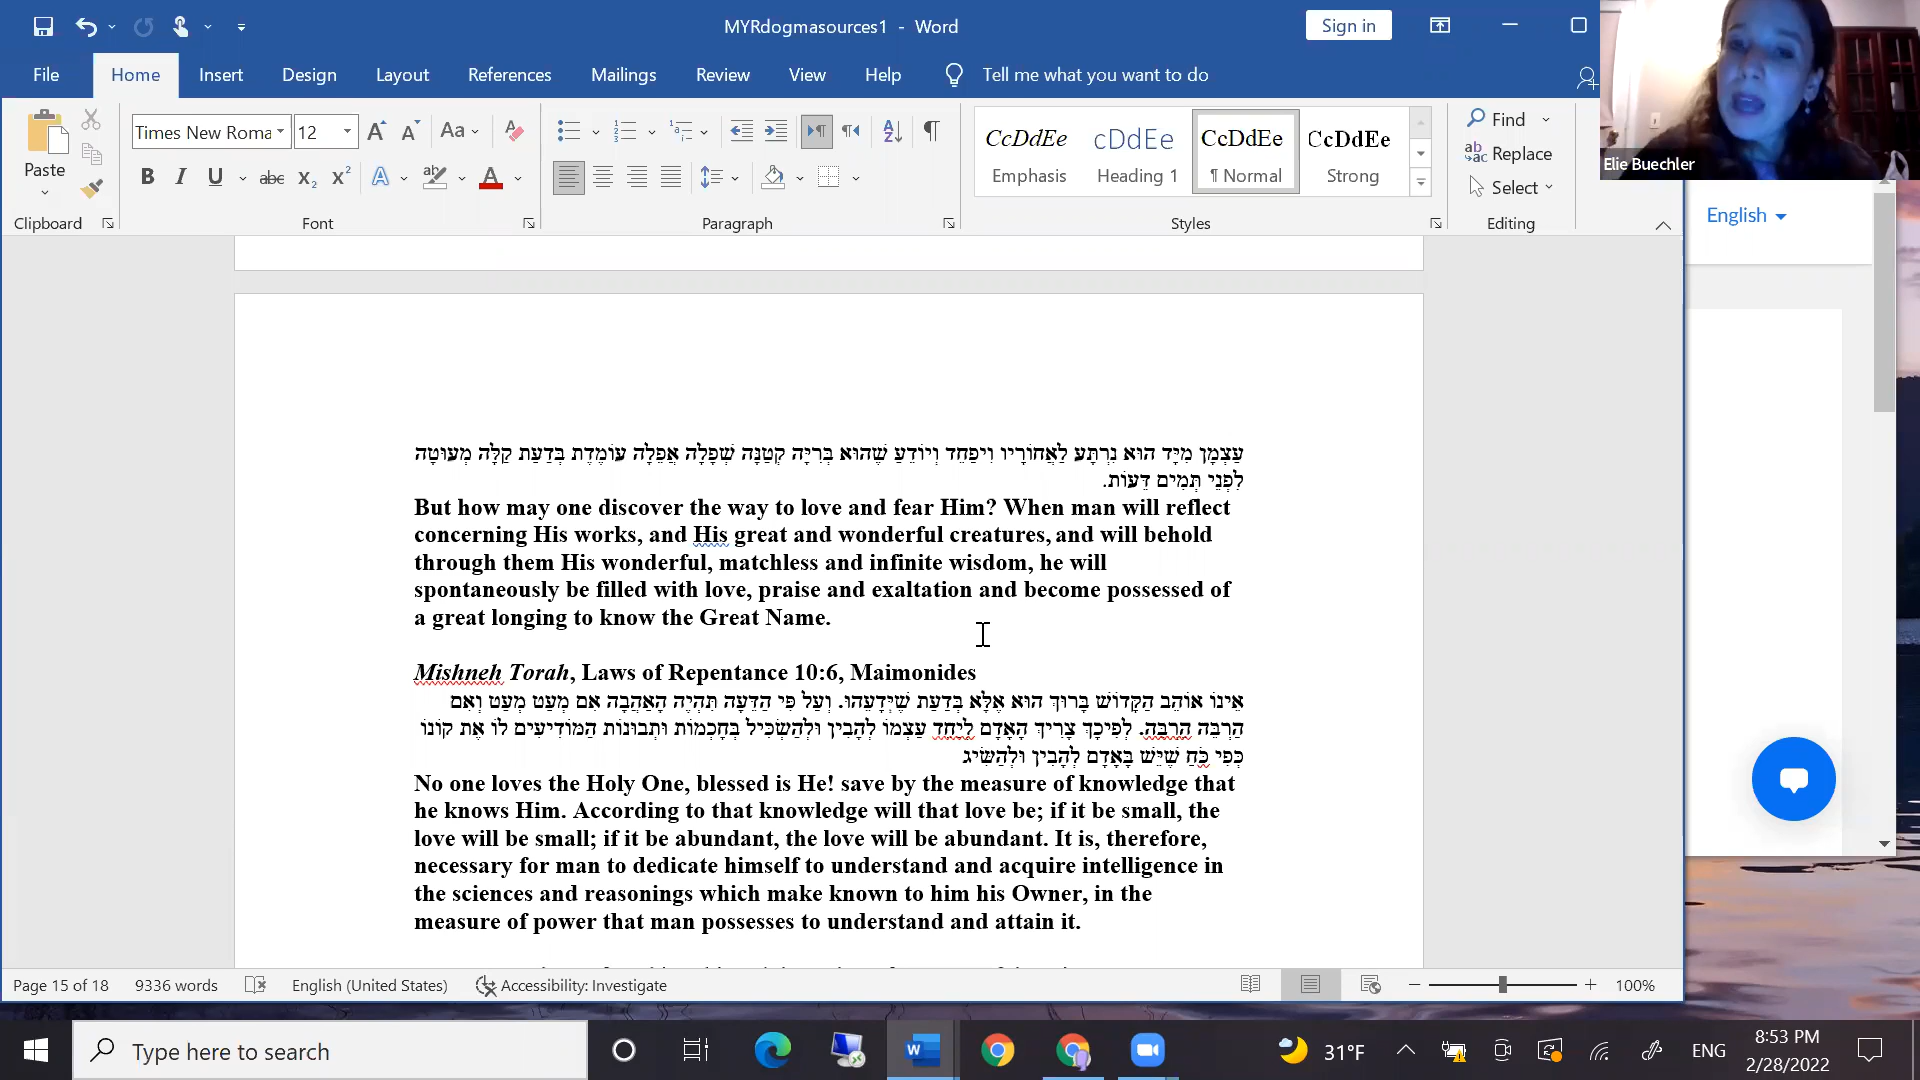 MYRdogmasources1 - Word
Sign in
File Home Insert Design Layout References Mailings Review View Help Tell me what you want to do
Times New Roma 12 Aa
Paste
CcDdEe CcDdEe CcDdEe CcDdEe
Emphasis Heading 1 ¶ Normal Strong
Find
Replace
Select
Clipboard Font Paragraph Styles Editing
Elie Buechler
English
עַצְמָן מִיָּד הוּא נִרְתָּע לַאֲחוֹרָיו וִיפַחֵד וְיוֹדֵעַ שֶׁהוּא בְּרִיָּה קְטַנָּה שְׁפָלָה אֲפֵלָה עוֹמֶדֶת בְּדַעַת קַלָּה מְעוּטָה
לִפְנֵי תְּמִים דֵּעוֹת.
But how may one discover the way to love and fear Him? When man will reflect
concerning His works, and His great and wonderful creatures, and will behold
through them His wonderful, matchless and infinite wisdom, he will
spontaneously be filled with love, praise and exaltation and become possessed of
a great longing to know the Great Name.
Mishneh Torah, Laws of Repentance 10:6, Maimonides
אֵינוֹ אוֹהֵב הַקָּדוֹשׁ בָּרוּךְ הוּא אֶלָּא בְּדַעַת שֶׁיְּדָעֵהוּ. וְעַל פִּי הַדֵּעָה תִּהְיֶה הָאַהֲבָה אִם מְעַט מְעַט וְאִם
הַרְבֵּה הַרְבֵּה. לְפִיכָךְ צָרִיךְ הָאָדָם לְיַחֵד עַצְמוֹ לְהָבִין וּלְהַשְׂכִּיל בְּחָכְמוֹת וּתְבוּנוֹת הַמּוֹדִיעִים לוֹ אֶת קוֹנוֹ
כְּפִי כֹּחַ שֶׁיֵּשׁ בָּאָדָם לְהָבִין וּלְהַשִּׂיג
No one loves the Holy One, blessed is He! save by the measure of knowledge that
he knows Him. According to that knowledge will that love be; if it be small, the
love will be small; if it be abundant, the love will be abundant. It is, therefore,
necessary for man to dedicate himself to understand and acquire intelligence in
the sciences and reasonings which make known to him his Owner, in the
measure of power that man possesses to understand and attain it.
Page 15 of 18 9336 words English (United States) Accessibility: Investigate 100%
Type here to search
31°F ENG 8:53 PM
2/28/2022